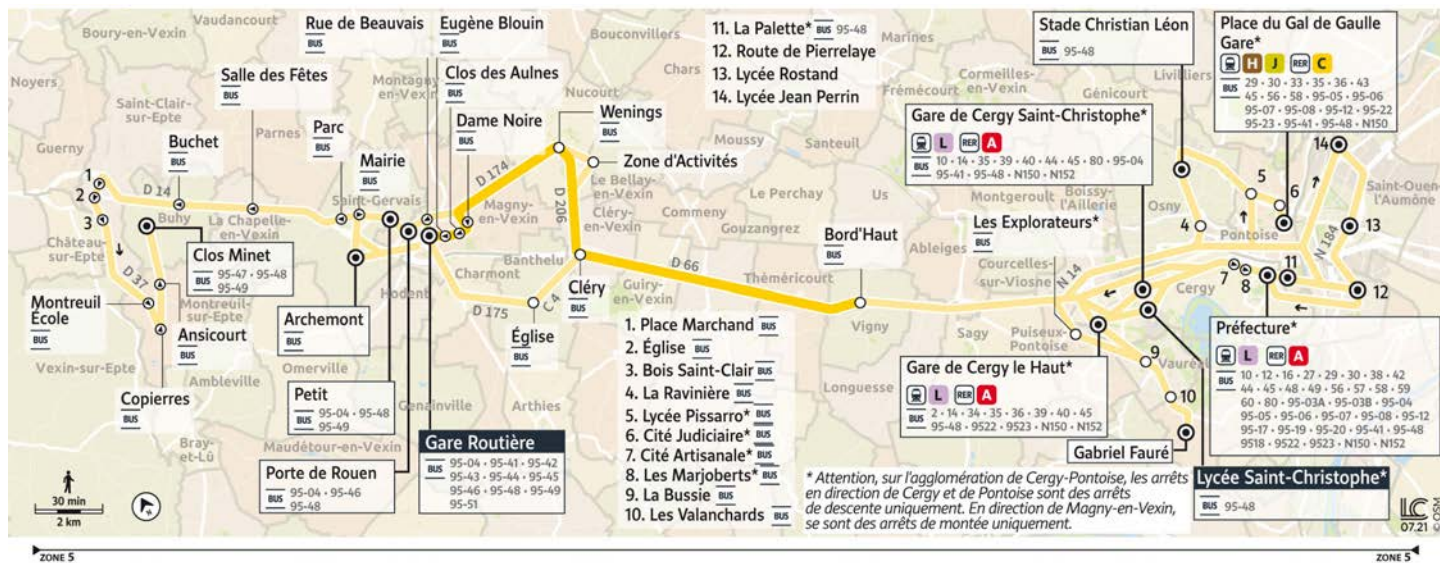 Rue de Beauvais
BUS
Eugène Blouin
BUS
Salle des Fêtes
BUS
Clos des Aulnes
BUS
Buchet
BUS
Parc
BUS
Mairie
BUS
Dame Noire
BUS
Wenings
BUS
Zone d'Activités
11. La Palette* BUS 95-48
12. Route de Pierrelaye
13. Lycée Rostand
14. Lycée Jean Perrin
Stade Christian Léon
BUS 95-48
Place du Gal de Gaulle
Gare*
H J RER C
BUS 29 • 30 • 33 • 35 • 36 • 43
45 • 56 • 58 • 95-05 • 95-06
95-07 • 95-08 • 95-12 • 95-22
95-23 • 95-41 • 95-48 • N150
Gare de Cergy Saint-Christophe*
L RER A
BUS 10 • 14 • 35 • 39 • 40 • 44 • 45 • 80 • 95-04
95-41 • 95-48 • N150 • N152
Les Explorateurs*
BUS
Bord'Haut
BUS
Clos Minet
BUS 95-47 • 95-48
95-49
Montreuil
École
BUS
Ansicourt
BUS
Copierres
BUS
Archemont
BUS
Petit
BUS 95-04 • 95-48
95-49
Porte de Rouen
BUS 95-04 • 95-46
95-48
Gare Routière
BUS 95-04 • 95-41 • 95-42
95-43 • 95-44 • 95-45
95-46 • 95-48 • 95-49
95-51
Église
BUS
Cléry
BUS
1. Place Marchand BUS
2. Église BUS
3. Bois Saint-Clair BUS
4. La Ravinière BUS
5. Lycée Pissarro* BUS
6. Cité Judiciaire* BUS
7. Cité Artisanale* BUS
8. Les Marjoberts* BUS
9. La Bussie BUS
10. Les Valanchards BUS
Gare de Cergy le Haut*
L RER A
BUS 2 • 14 • 34 • 35 • 36 • 39 • 40 • 45
95-48 • 9522 • 9523 • N150 • N152
Gabriel Fauré
Préfecture*
L RER A
BUS 10 • 12 • 16 • 27 • 29 • 30 • 38 • 42
44 • 45 • 48 • 49 • 56 • 57 • 58 • 59
60 • 80 • 95-03A • 95-03B • 95-04
95-05 • 95-06 • 95-07 • 95-08 • 95-12
95-17 • 95-19 • 95-20 • 95-41 • 95-48
9518 • 9522 • 9523 • N150 • N152
Lycée Saint-Christophe*
BUS 95-48
* Attention, sur l'agglomération de Cergy-Pontoise, les arrêts
en direction de Cergy et de Pontoise sont des arrêts
de descente uniquement. En direction de Magny-en-Vexin,
se sont des arrêts de montée uniquement.
Vaudancourt
Boury-en-Vexin
Noyers
Saint-Clair-
sur-Epte
Guerny
Parnes
Montagny-
en-Vexin
Bouconvillers
Nucourt
Chars
Marines
Frémécourt
Cormeilles-
en-Vexin
Génicourt
Livilliers
Moussy
Santeuil
Le Bellay-
en-Vexin
Le Perchay
Us
Montgeroult
Boissy-
l'Aillerie
Osny
Pontoise
Saint-Ouen-
l'Aumône
Buhy
La Chapelle-
en-Vexin
Saint-Gervais
Magny-
en-Vexin
Cléry-
en-Vexin
Commeny
Gouzangrez
Ableiges
Courcelles-
sur-Viosne
Château-
sur-Epte
Montreuil-
sur-Epte
Hodent
Charmont
Banthelu
Guiry-
en-Vexin
Théméricourt
Vigny
Sagy
Puiseux-
Pontoise
Cergy
Vauréal
Vexin-sur-Epte
Ambleville
Omerville
Genainville
Arthies
Longuesse
Bray-
et-Lû
Maudétour-en-Vexin
D 14
D 37
D 174
D 206
D 175
C 4
D 66
N 14
N 184
1
2
3
4
5
6
7
8
9
10
11
12
13
14
30 min
2 km
LC
07.21
© OSM
ZONE 5
ZONE 5